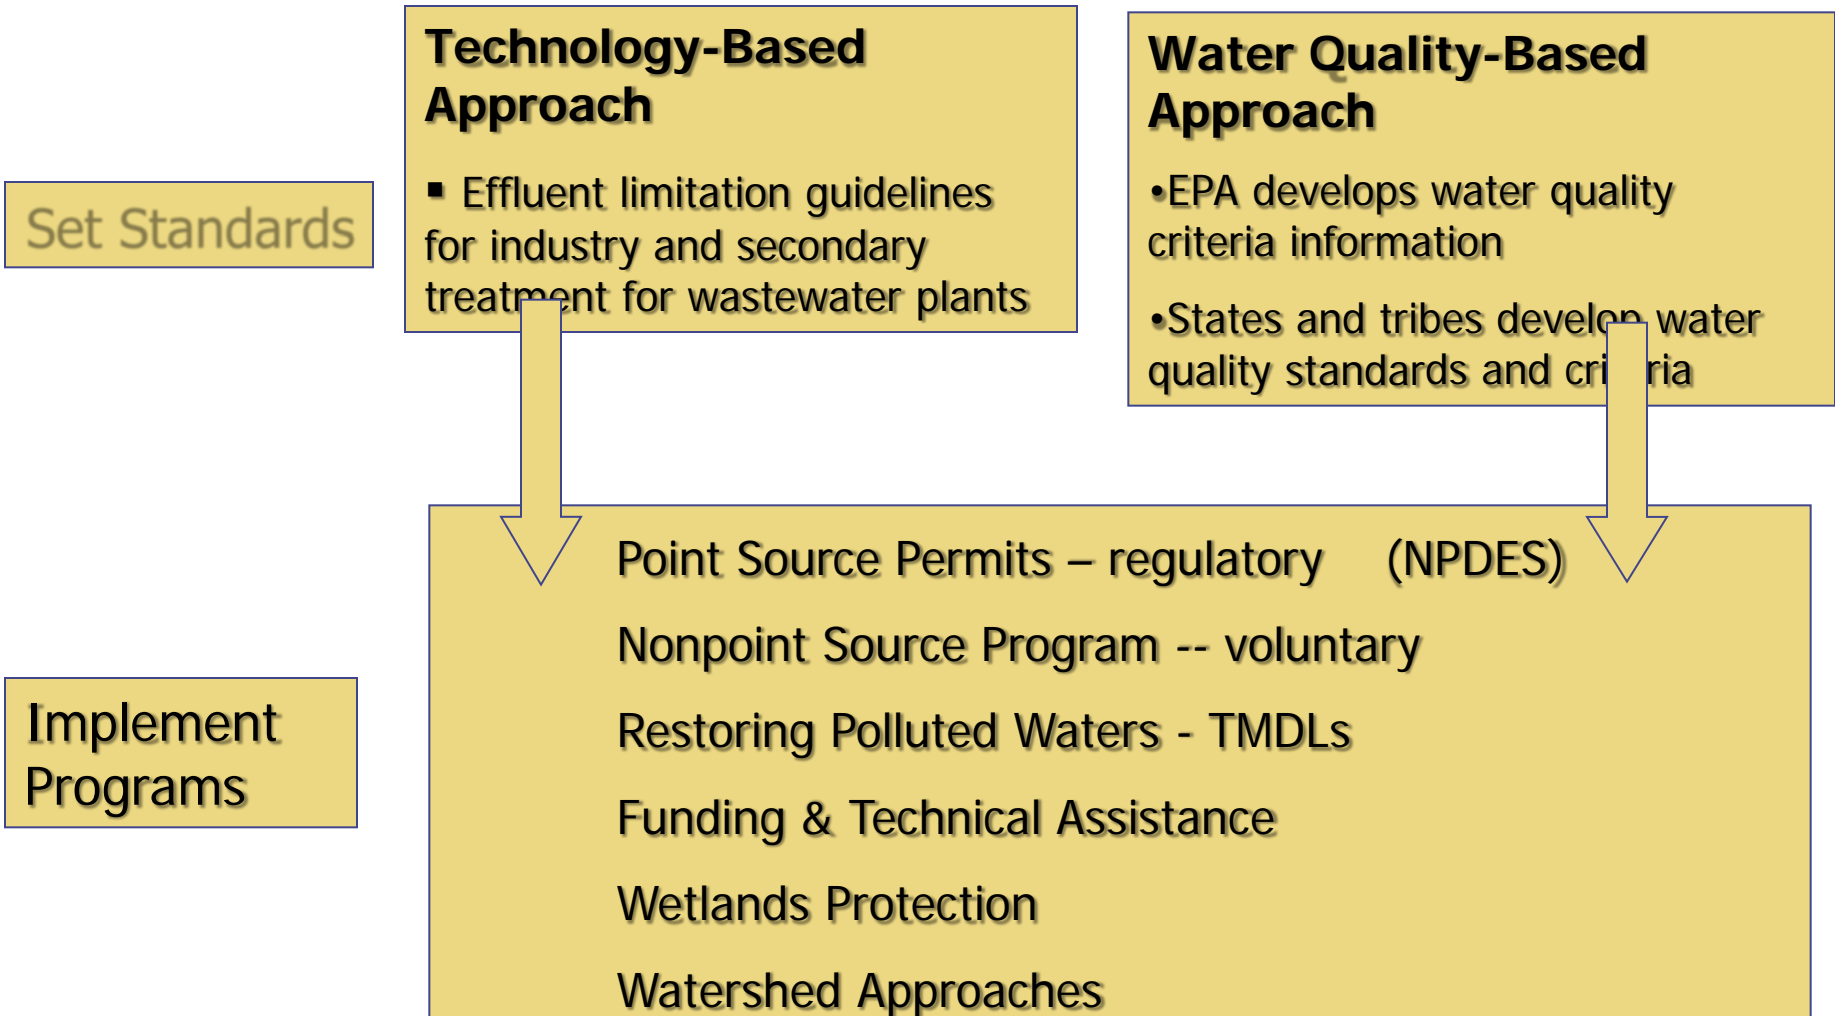 Technology-Based
Approach
▪ Effluent limitation guidelines
for industry and secondary
treatment for wastewater plants
Water Quality-Based
Approach
•EPA develops water quality
criteria information
•States and tribes develop water
quality standards and criteria
Set Standards
Point Source Permits – regulatory (NPDES)
Nonpoint Source Program -- voluntary
Restoring Polluted Waters - TMDLs
Funding & Technical Assistance
Wetlands Protection
Watershed Approaches
Implement
Programs